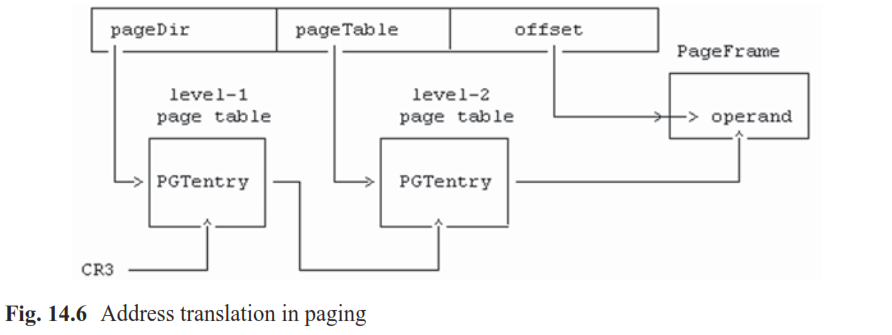 pageDir pageTable offset
PageFrame
level-1 level-2
page table page table
operand
PGTentry PGTentry
CR3
Fig. 14.6 Address translation in paging